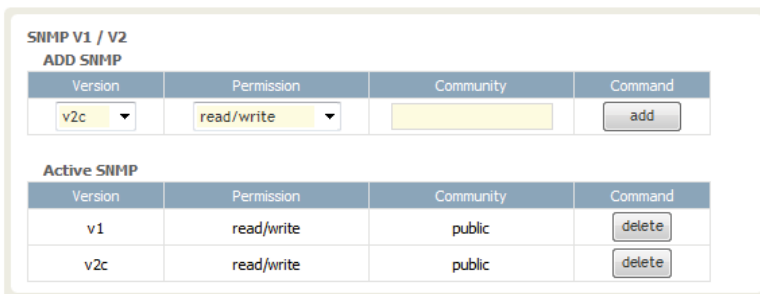 SNMP V1 / V2
ADD SNMP
Version Permission Community Command
v2c read/write add
Active SNMP
Version Permission Community Command
v1 read/write public delete
v2c read/write public delete